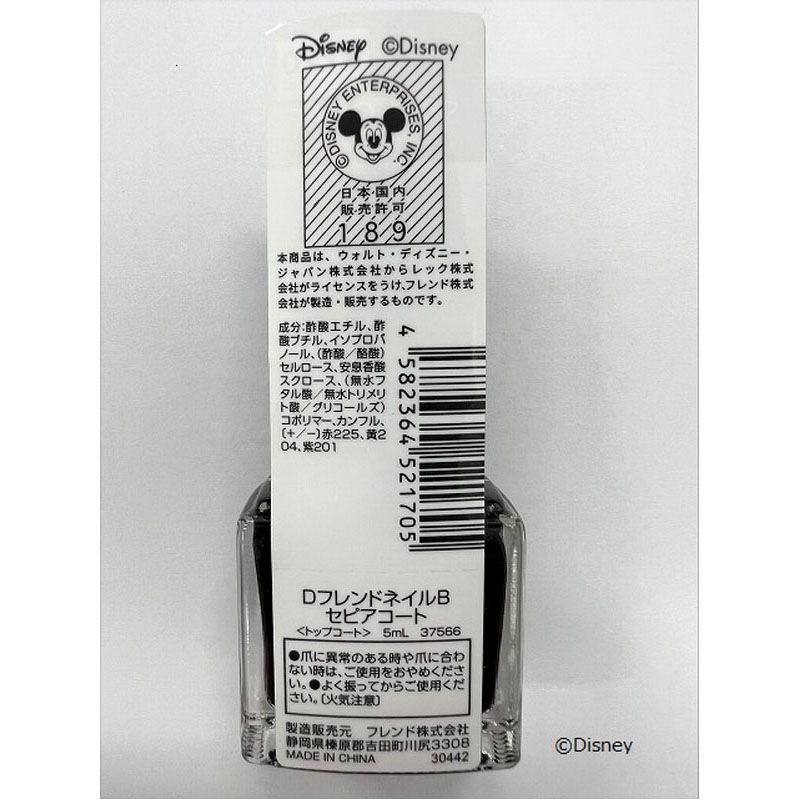 Disney ©Disney
©DISNEY ENTERPRISES, INC.
日本国内
販売許可
189
本商品は、ウォルト・ディズニー・
ジャパン株式会社からレック株式
会社がライセンスをうけ、フレンド株式
会社が製造・販売するものです。
成分:酢酸エチル、酢
酸ブチル、イソプロパ
ノール、(酢酸/酪酸)
セルロース、安息香酸
スクロース、(無水フ
タル酸/無水トリメリ
ト酸/グリコールズ)
コポリマー、カンフル、
〔+/−〕赤225、黄2
04、紫201
4 582364 521705
DフレンドネイルB
セピアコート
<トップコート> 5mL 37566
●爪に異常のある時や爪に合わ
ない時は、ご使用をおやめくださ
い。●よく振ってからご使用くだ
さい。〔火気注意〕
製造販売元 フレンド株式会社
静岡県榛原郡吉田町川尻3308
MADE IN CHINA 30442
©Disney